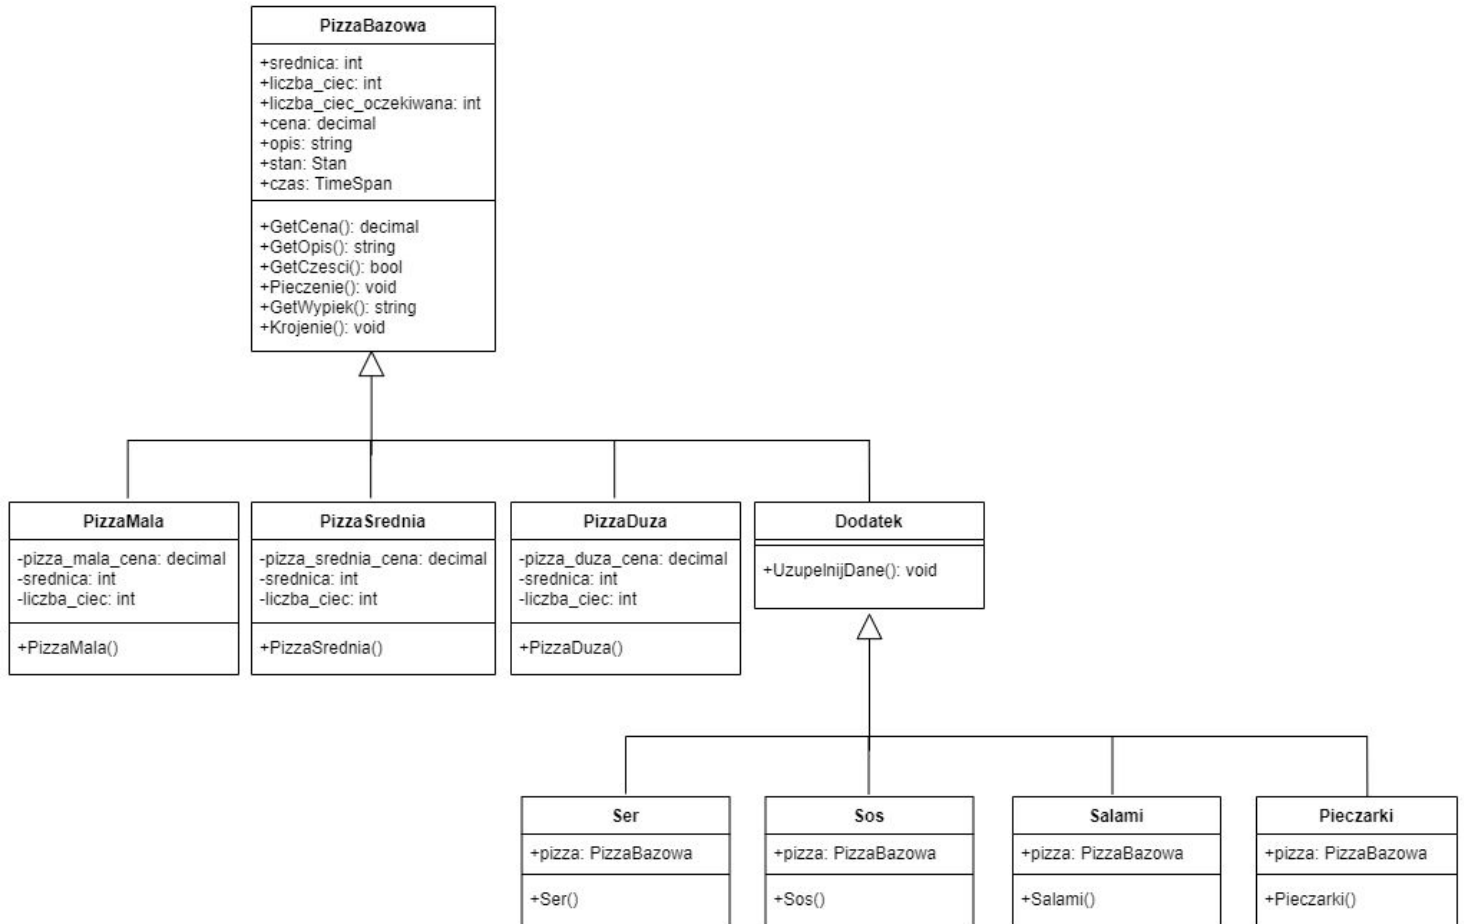 PizzaBazowa
+srednica: int
+liczba_ciec: int
+liczba_ciec_oczekiwana: int
+cena: decimal
+opis: string
+stan: Stan
+czas: TimeSpan
+GetCena(): decimal
+GetOpis(): string
+GetCzesci(): bool
+Pieczenie(): void
+GetWypiek(): string
+Krojenie(): void
PizzaMala
-pizza_mala_cena: decimal
-srednica: int
-liczba_ciec: int
+PizzaMala()
PizzaSrednia
-pizza_srednia_cena: decimal
-srednica: int
-liczba_ciec: int
+PizzaSrednia()
PizzaDuza
-pizza_duza_cena: decimal
-srednica: int
-liczba_ciec: int
+PizzaDuza()
Dodatek
+UzupelnijDane(): void
Ser
+pizza: PizzaBazowa
+Ser()
Sos
+pizza: PizzaBazowa
+Sos()
Salami
+pizza: PizzaBazowa
+Salami()
Pieczarki
+pizza: PizzaBazowa
+Pieczarki()